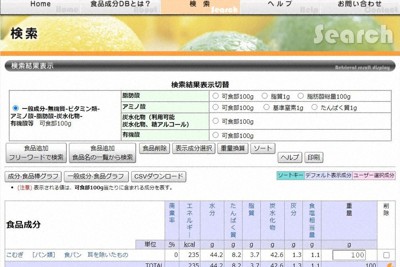 Home 食品成分DBとは? 検 索 ヘ ル プ お問い合わせ
検索
Search
検索結果表示
Retrieval result display
検索結果表示切替
一般成分-無機質-ビタミン類-
アミノ酸-脂肪酸-炭水化物-
有機酸等 可食部100g
脂肪酸 可食部100g 脂質1g 脂肪酸総量100g
アミノ酸 可食部100g 基準窒素1g たんぱく質1g
炭水化物(利用可能
炭水化物、糖アルコール) 可食部100g
有機酸 可食部100g
食品追加
フリーワードで検索
食品追加
食品名の一覧から検索
食品削除 表示成分選択 重量換算 ソート
ヘルプ 印刷
成分-食品棒グラフ 一般成分-食品グラフ CSVダウンロード
ソートキー デフォルト表示成分 ユーザー選択成分
(注意) 表示される値は、可食部100g当たりに含まれる成分を表す。
食品成分 廃棄率 エネルギー 水分 たんぱく質 脂質 炭水化物 灰分 食塩相当量 重量 削除
単位 % kcal g g g g g g g
こむぎ [パン類] 食パン 耳を除いたもの 0 235 44.2 8.2 3.7 42.6 1.3 1.1 100
TOTAL 235 44.2 8.2 3.7 42.6 1.3 1.1 100